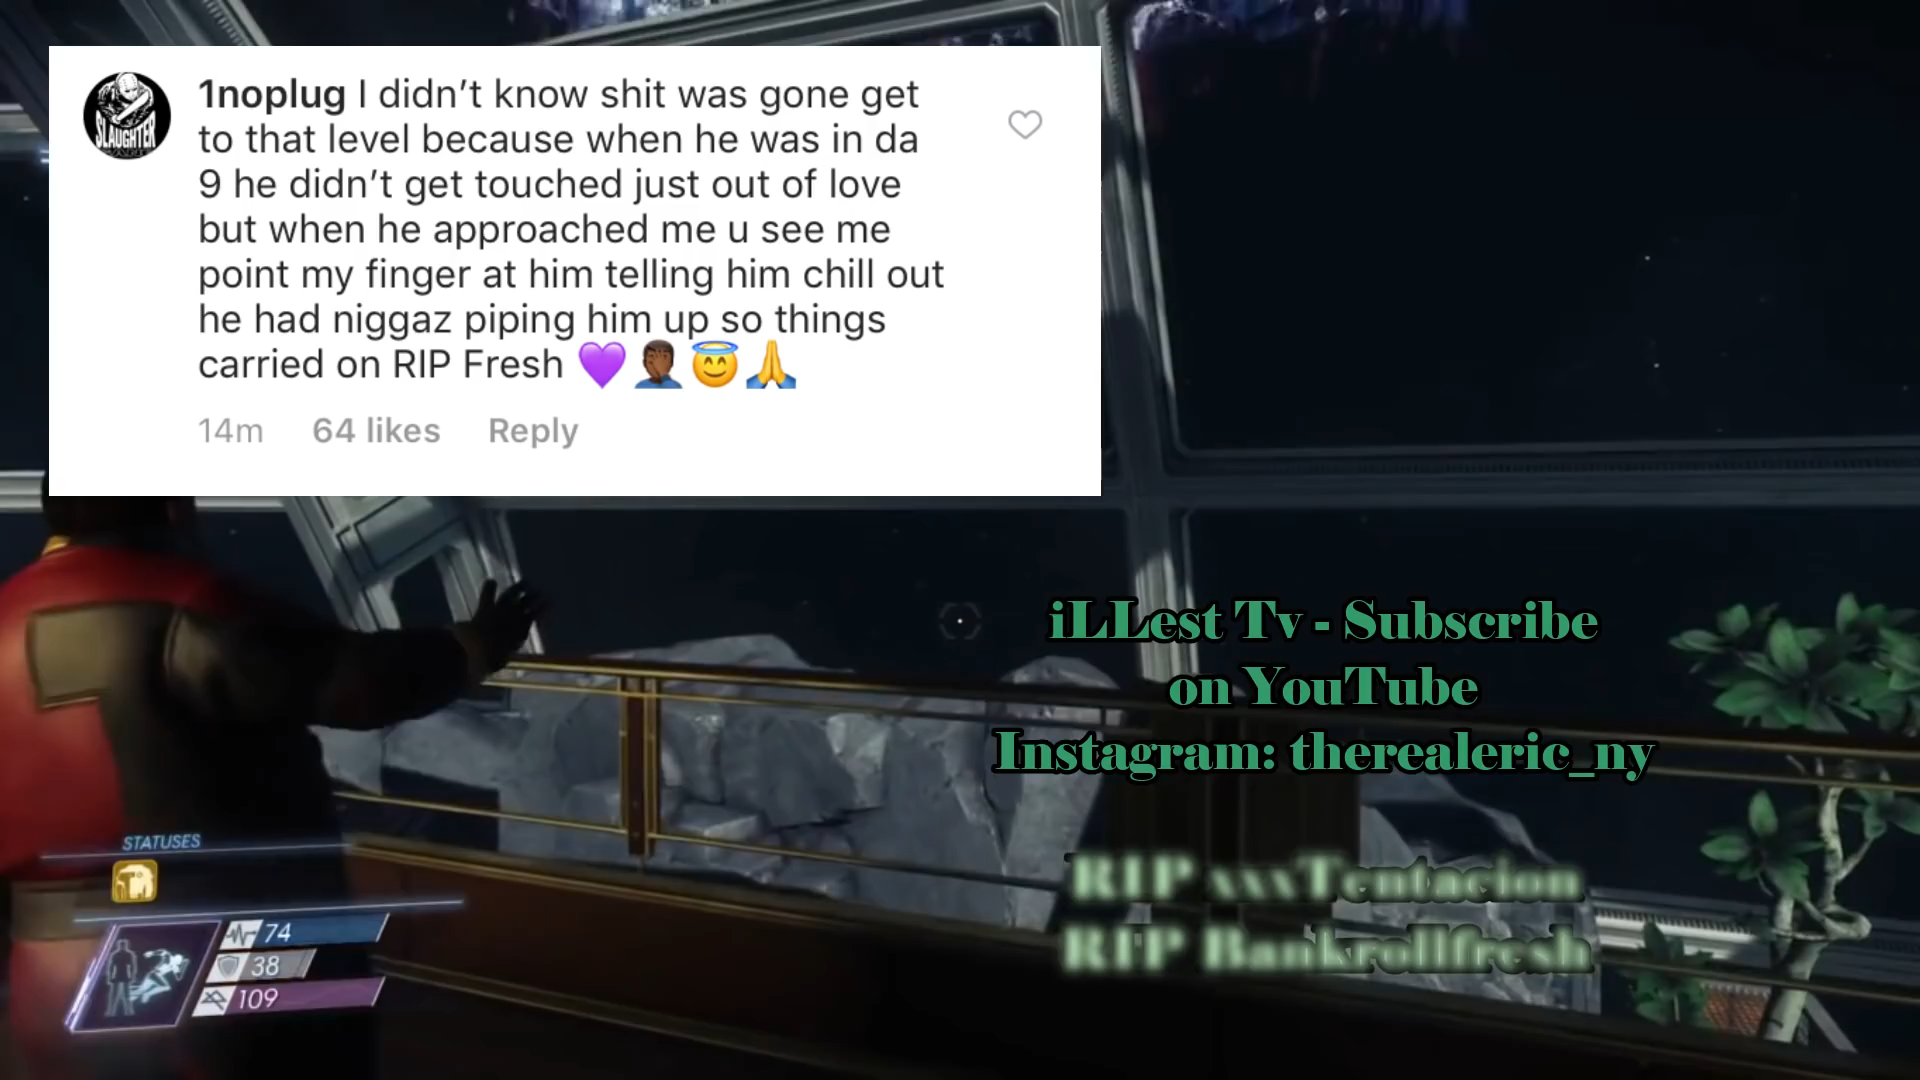 1noplug I didn’t know shit was gone get
to that level because when he was in da
9 he didn’t get touched just out of love
but when he approached me u see me
point my finger at him telling him chill out
he had niggaz piping him up so things
carried on RIP Fresh 💜🤦🏾‍♂️😇🙏
14m 64 likes Reply
SLAUGHTER
iLLest Tv - Subscribe
on YouTube
Instagram: therealeric_ny
RIP xxxTentacion
RIP Bankrollfresh
STATUSES
74
38
109